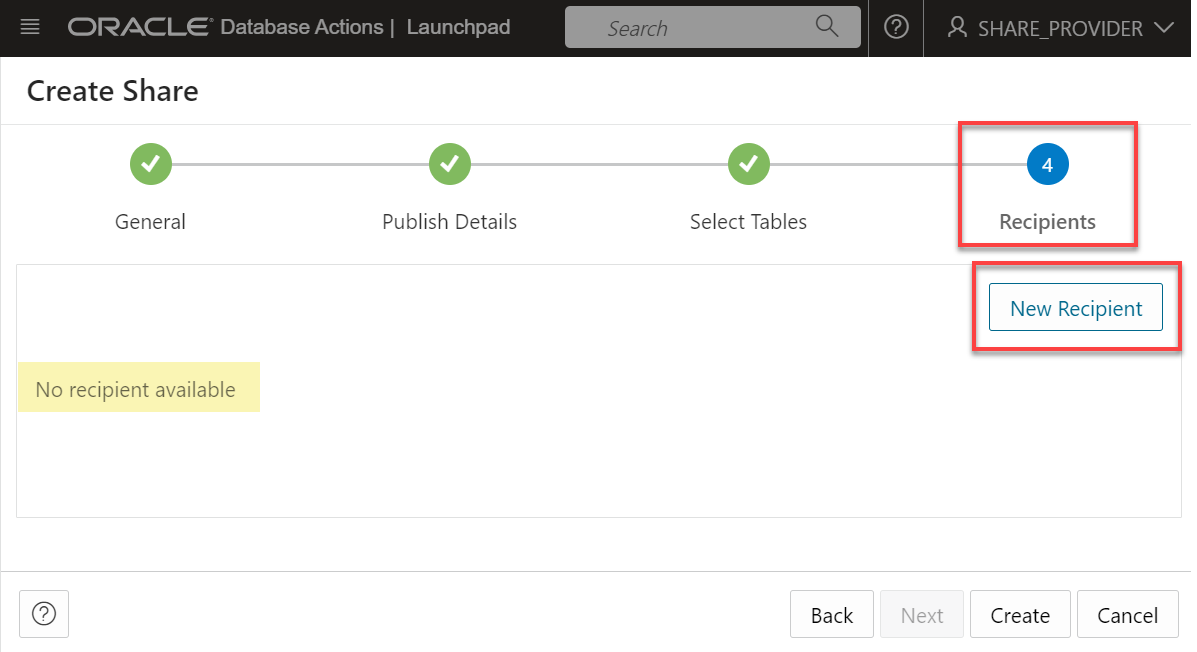 ORACLE® Database Actions | Launchpad Search SHARE_PROVIDER
Create Share
4
General Publish Details Select Tables Recipients
New Recipient
No recipient available
Back Next Create Cancel